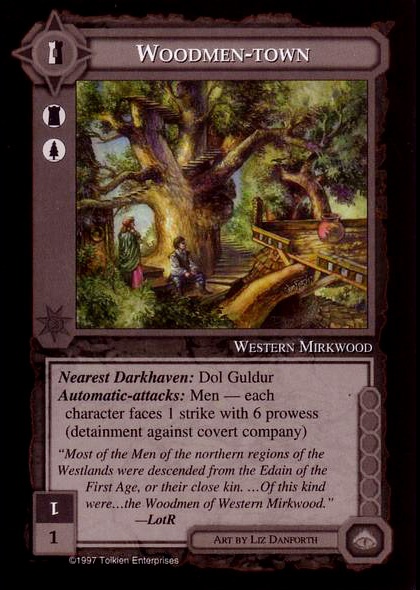 WOODMEN-TOWN
WESTERN MIRKWOOD
Nearest Darkhaven: Dol Guldur
Automatic-attacks: Men — each
character faces 1 strike with 6 prowess
(detainment against covert company)
“Most of the Men of the northern regions of the
Westlands were descended from the Edain of the
First Age, or their close kin. …Of this kind
were…the Woodmen of Western Mirkwood.”
—LotR
1
1
ART BY LIZ DANFORTH
©1997 Tolkien Enterprises